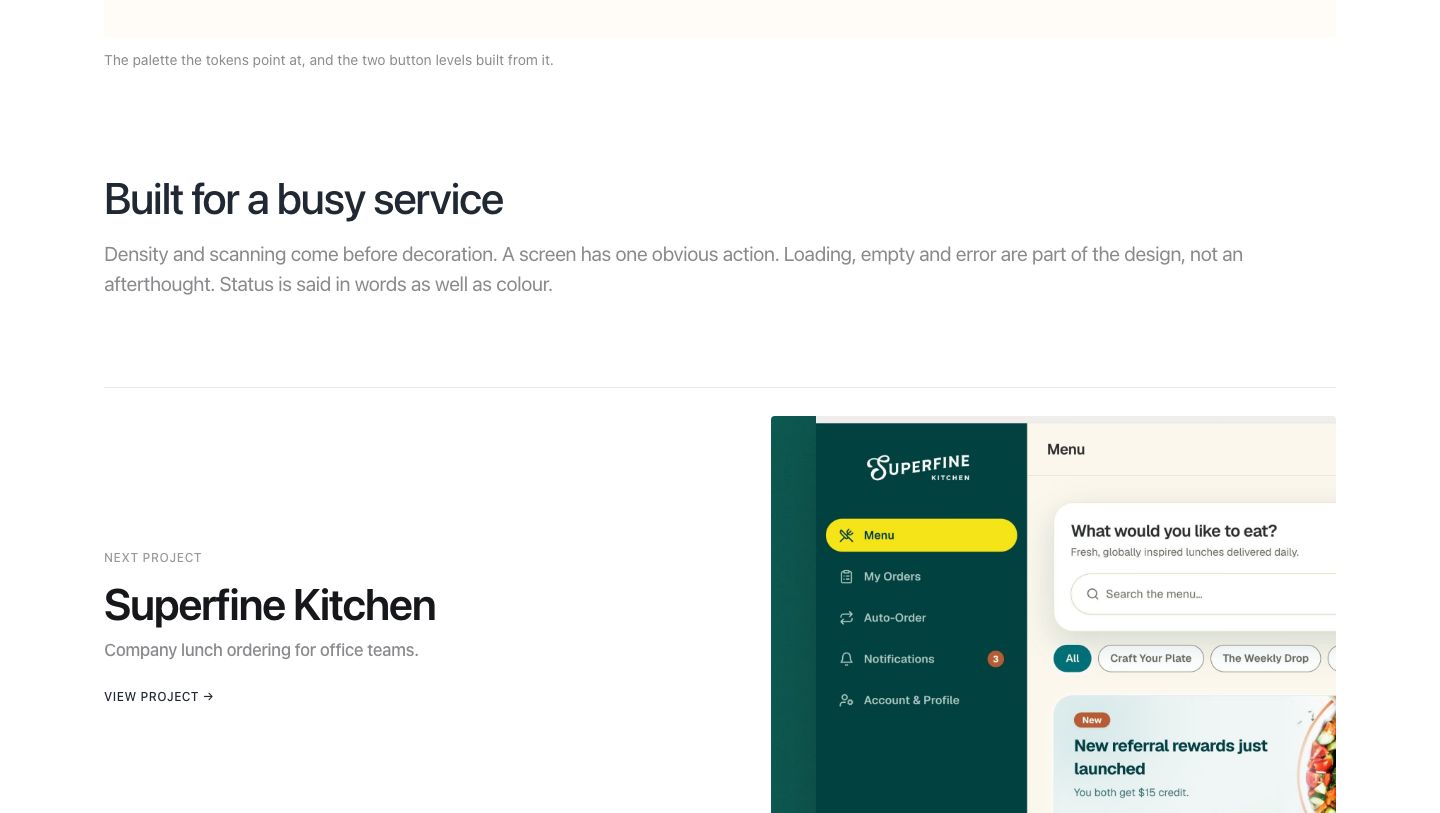 The palette the tokens point at, and the two button levels built from it.
Built for a busy service
Density and scanning come before decoration. A screen has one obvious action. Loading, empty and error are part of the design, not an
afterthought. Status is said in words as well as colour.
NEXT PROJECT
Superfine Kitchen
Company lunch ordering for office teams.
VIEW PROJECT →
SUPERFINE
KITCHEN
Menu
My Orders
Auto-Order
Notifications 3
Account & Profile
Menu
What would you like to eat?
Fresh, globally inspired lunches delivered daily.
Search the menu...
All Craft Your Plate The Weekly Drop
New
New referral rewards just
launched
You both get $15 credit.